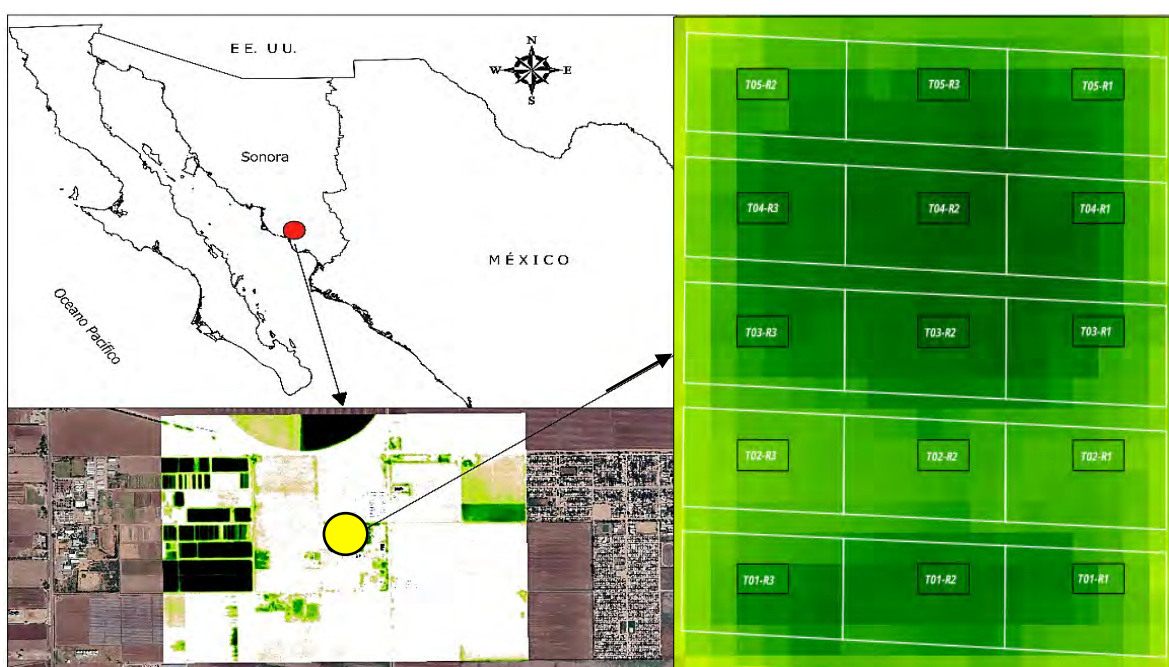 EE. UU.
N
W E
S
Sonora
MÉXICO
Oceano Pacífico
T05-R2 T05-R3 T05-R1
T04-R3 T04-R2 T04-R1
T03-R3 T03-R2 T03-R1
T02-R3 T02-R2 T02-R1
T01-R3 T01-R2 T01-R1